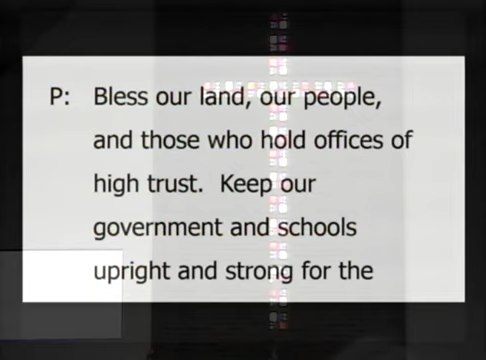 P: Bless our land, our people,
and those who hold offices of
high trust. Keep our
government and schools
upright and strong for the